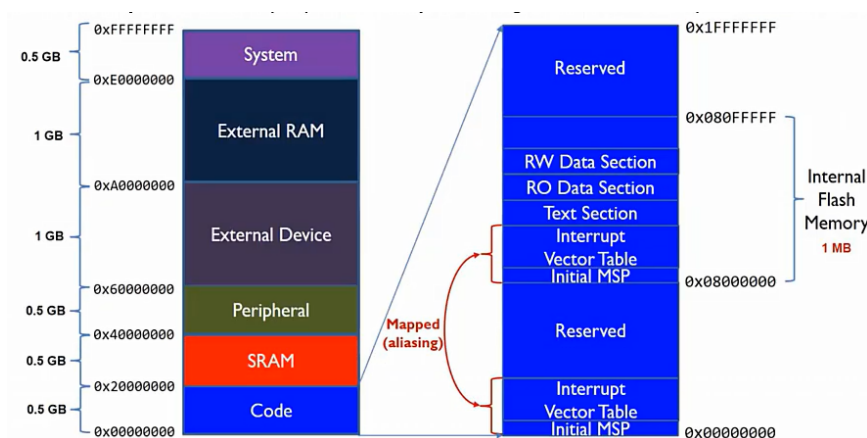 0xFFFFFFFF
0.5 GB
System
0xE0000000
1 GB
External RAM
0xA0000000
1 GB
External Device
0x60000000
0.5 GB
Peripheral
0x40000000
0.5 GB
SRAM
0x20000000
0.5 GB
Code
0x00000000
0x1FFFFFFF
Reserved
0x080FFFFF
RW Data Section
RO Data Section
Text Section
Interrupt
Vector Table
Initial MSP
0x08000000
Internal
Flash
Memory
1 MB
Mapped
(aliasing)
Reserved
Interrupt
Vector Table
Initial MSP
0x00000000